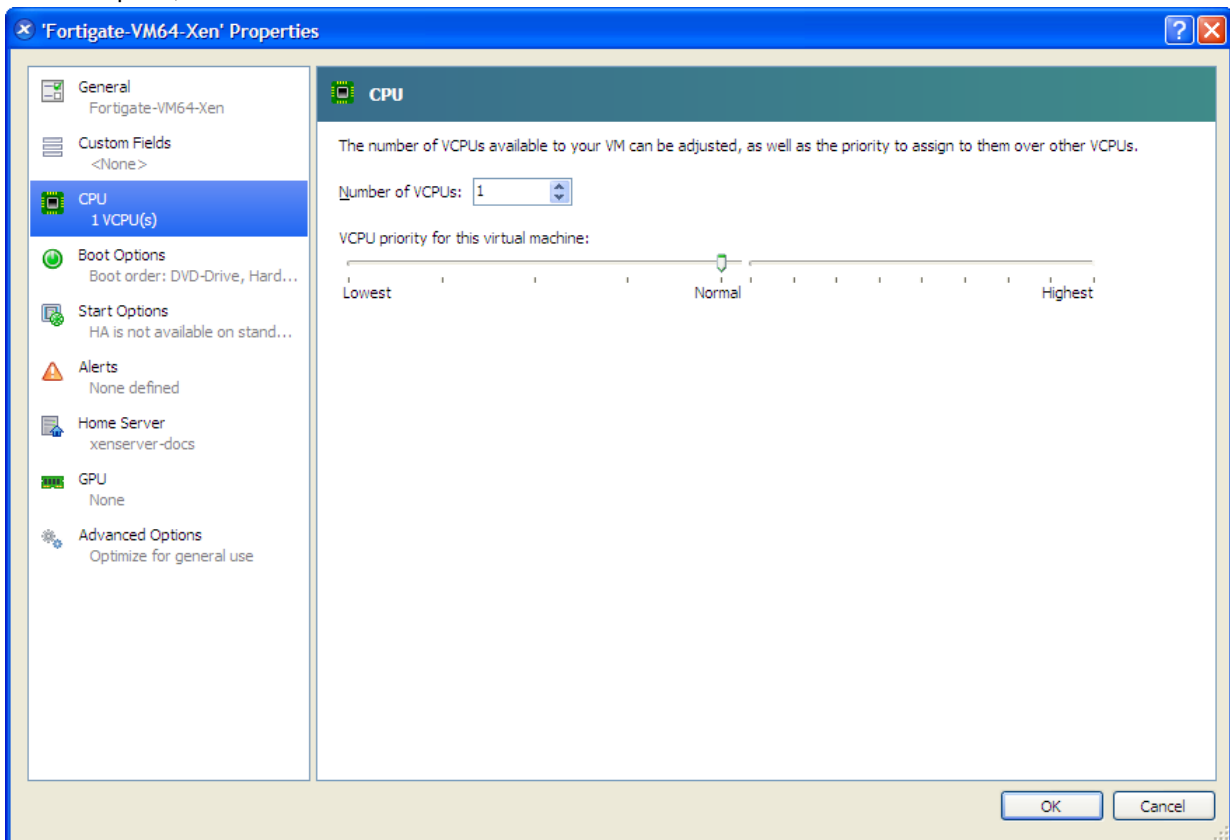 'Fortigate-VM64-Xen' Properties
General
Fortigate-VM64-Xen
Custom Fields
<None>
CPU
1 VCPU(s)
Boot Options
Boot order: DVD-Drive, Hard...
Start Options
HA is not available on stand...
Alerts
None defined
Home Server
xenserver-docs
GPU
None
Advanced Options
Optimize for general use
CPU
The number of VCPUs available to your VM can be adjusted, as well as the priority to assign to them over other VCPUs.
Number of VCPUs: 1
VCPU priority for this virtual machine:
Lowest Normal Highest
OK Cancel